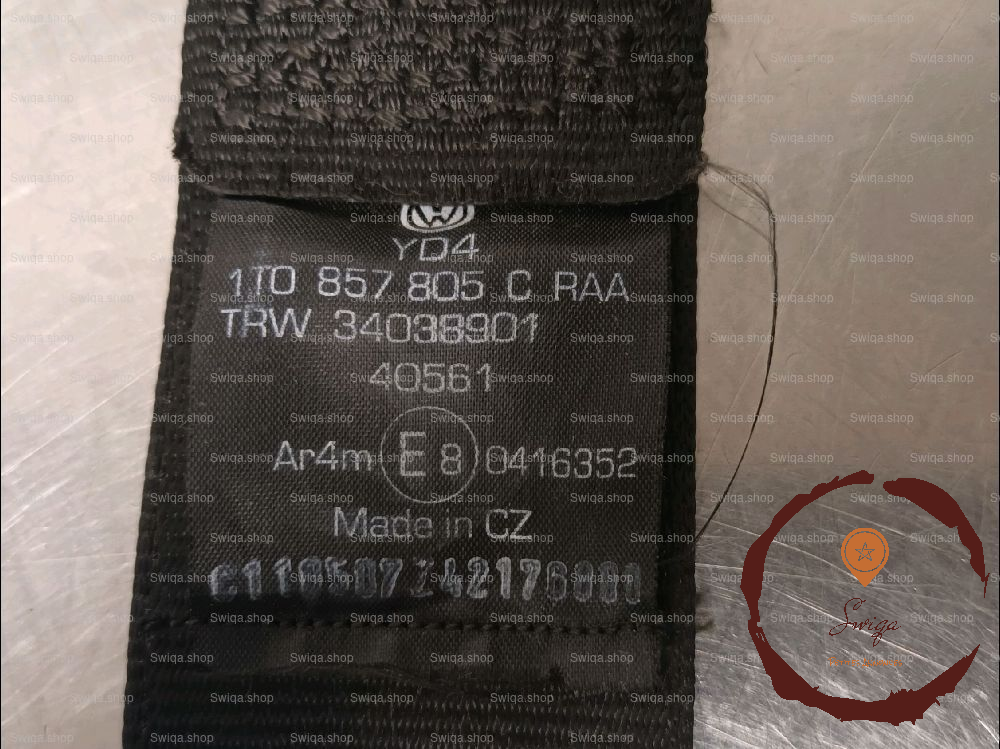 YD4
1T0 857 805 C RAA
TRW 34038901
40561
Ar4m E 8 0416352
Made in CZ
Swiqa
Swiqa.shop